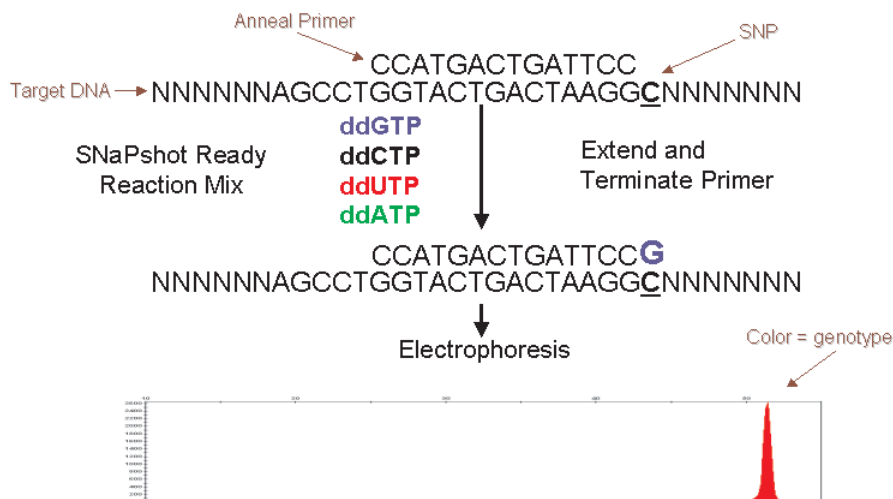 Anneal Primer
SNP
CCATGACTGATTCC
Target DNA
NNNNNNAGCCTGGTACTGACTAAGGCNNNNNNN
ddGTP
SNaPshot Ready
Reaction Mix
ddCTP
ddUTP
ddATP
Extend and
Terminate Primer
CCATGACTGATTCCG
NNNNNNAGCCTGGTACTGACTAAGGCNNNNNNN
Electrophoresis
Color = genotype